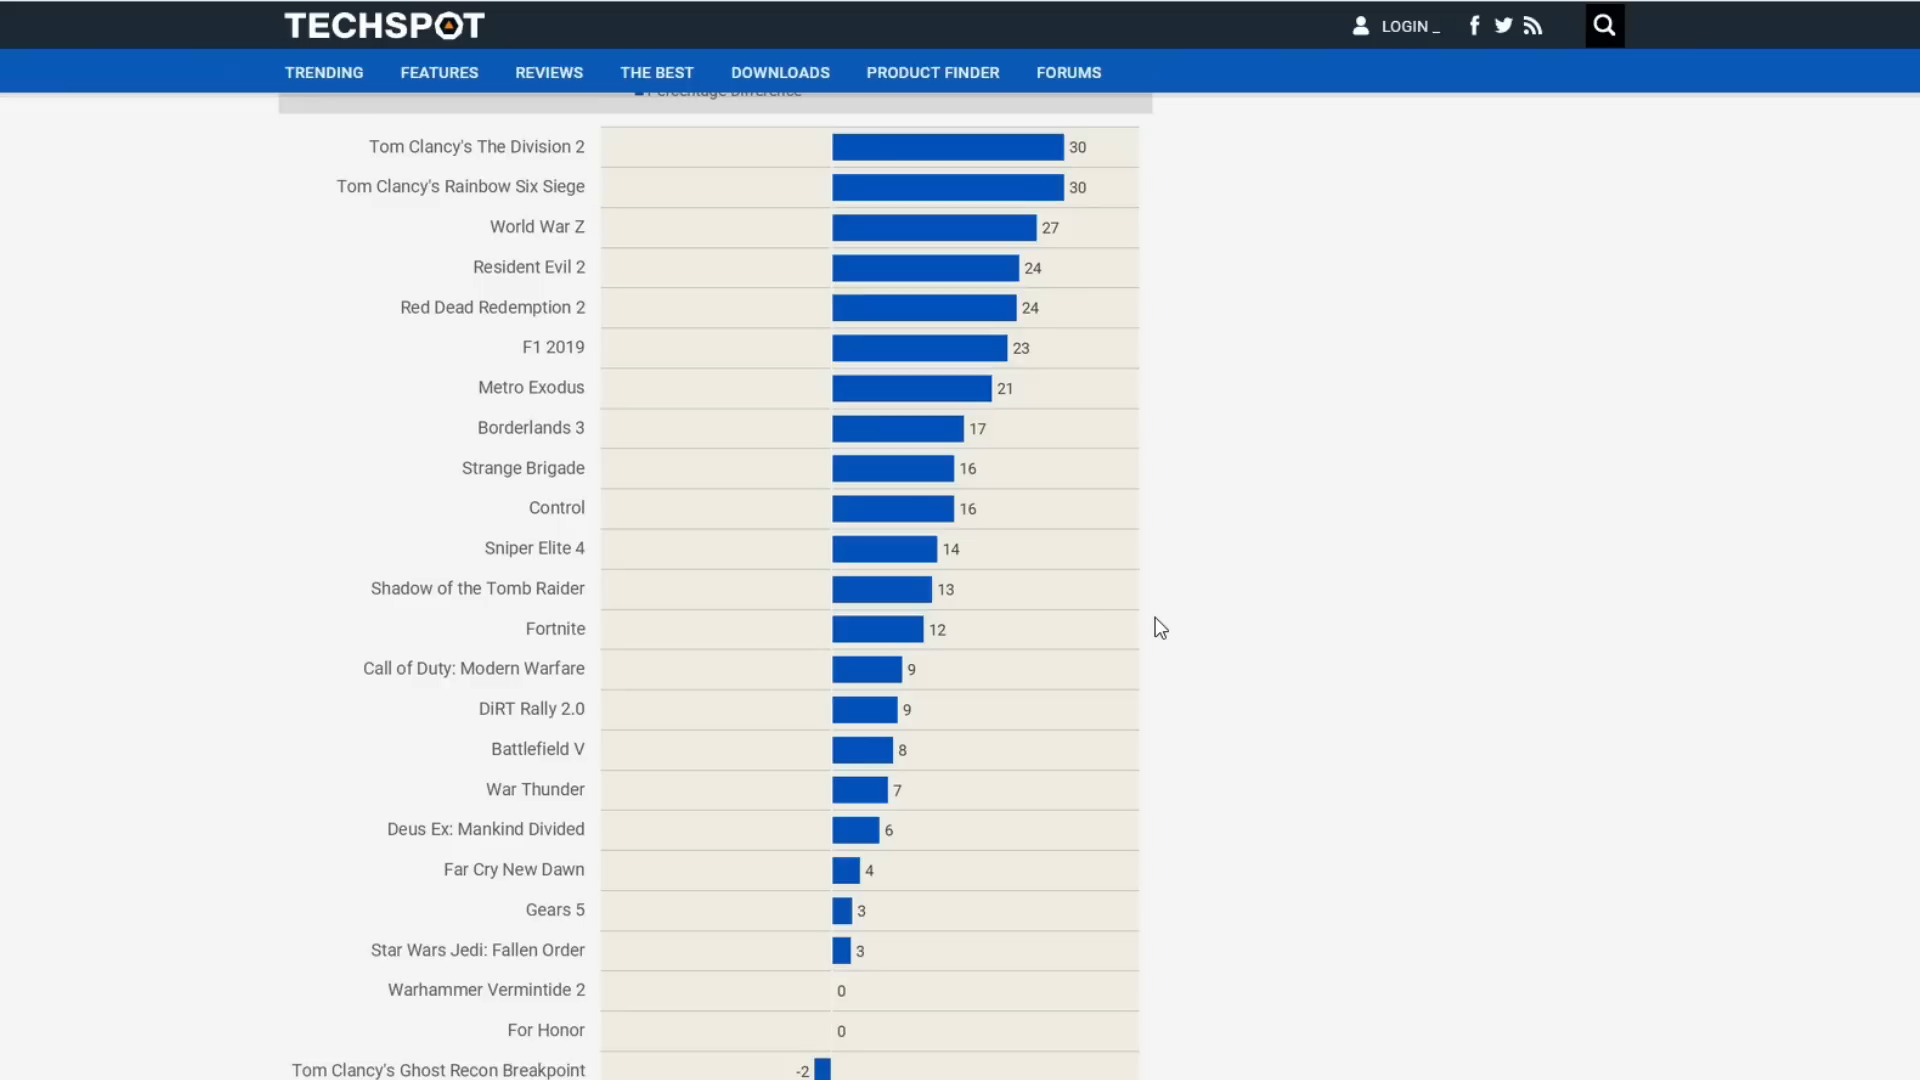 TECHSPOT
LOGIN _
TRENDING FEATURES REVIEWS THE BEST DOWNLOADS PRODUCT FINDER FORUMS
Percentage Difference
Tom Clancy's The Division 2 30
Tom Clancy's Rainbow Six Siege 30
World War Z 27
Resident Evil 2 24
Red Dead Redemption 2 24
F1 2019 23
Metro Exodus 21
Borderlands 3 17
Strange Brigade 16
Control 16
Sniper Elite 4 14
Shadow of the Tomb Raider 13
Fortnite 12
Call of Duty: Modern Warfare 9
DiRT Rally 2.0 9
Battlefield V 8
War Thunder 7
Deus Ex: Mankind Divided 6
Far Cry New Dawn 4
Gears 5 3
Star Wars Jedi: Fallen Order 3
Warhammer Vermintide 2 0
For Honor 0
Tom Clancy's Ghost Recon Breakpoint -2